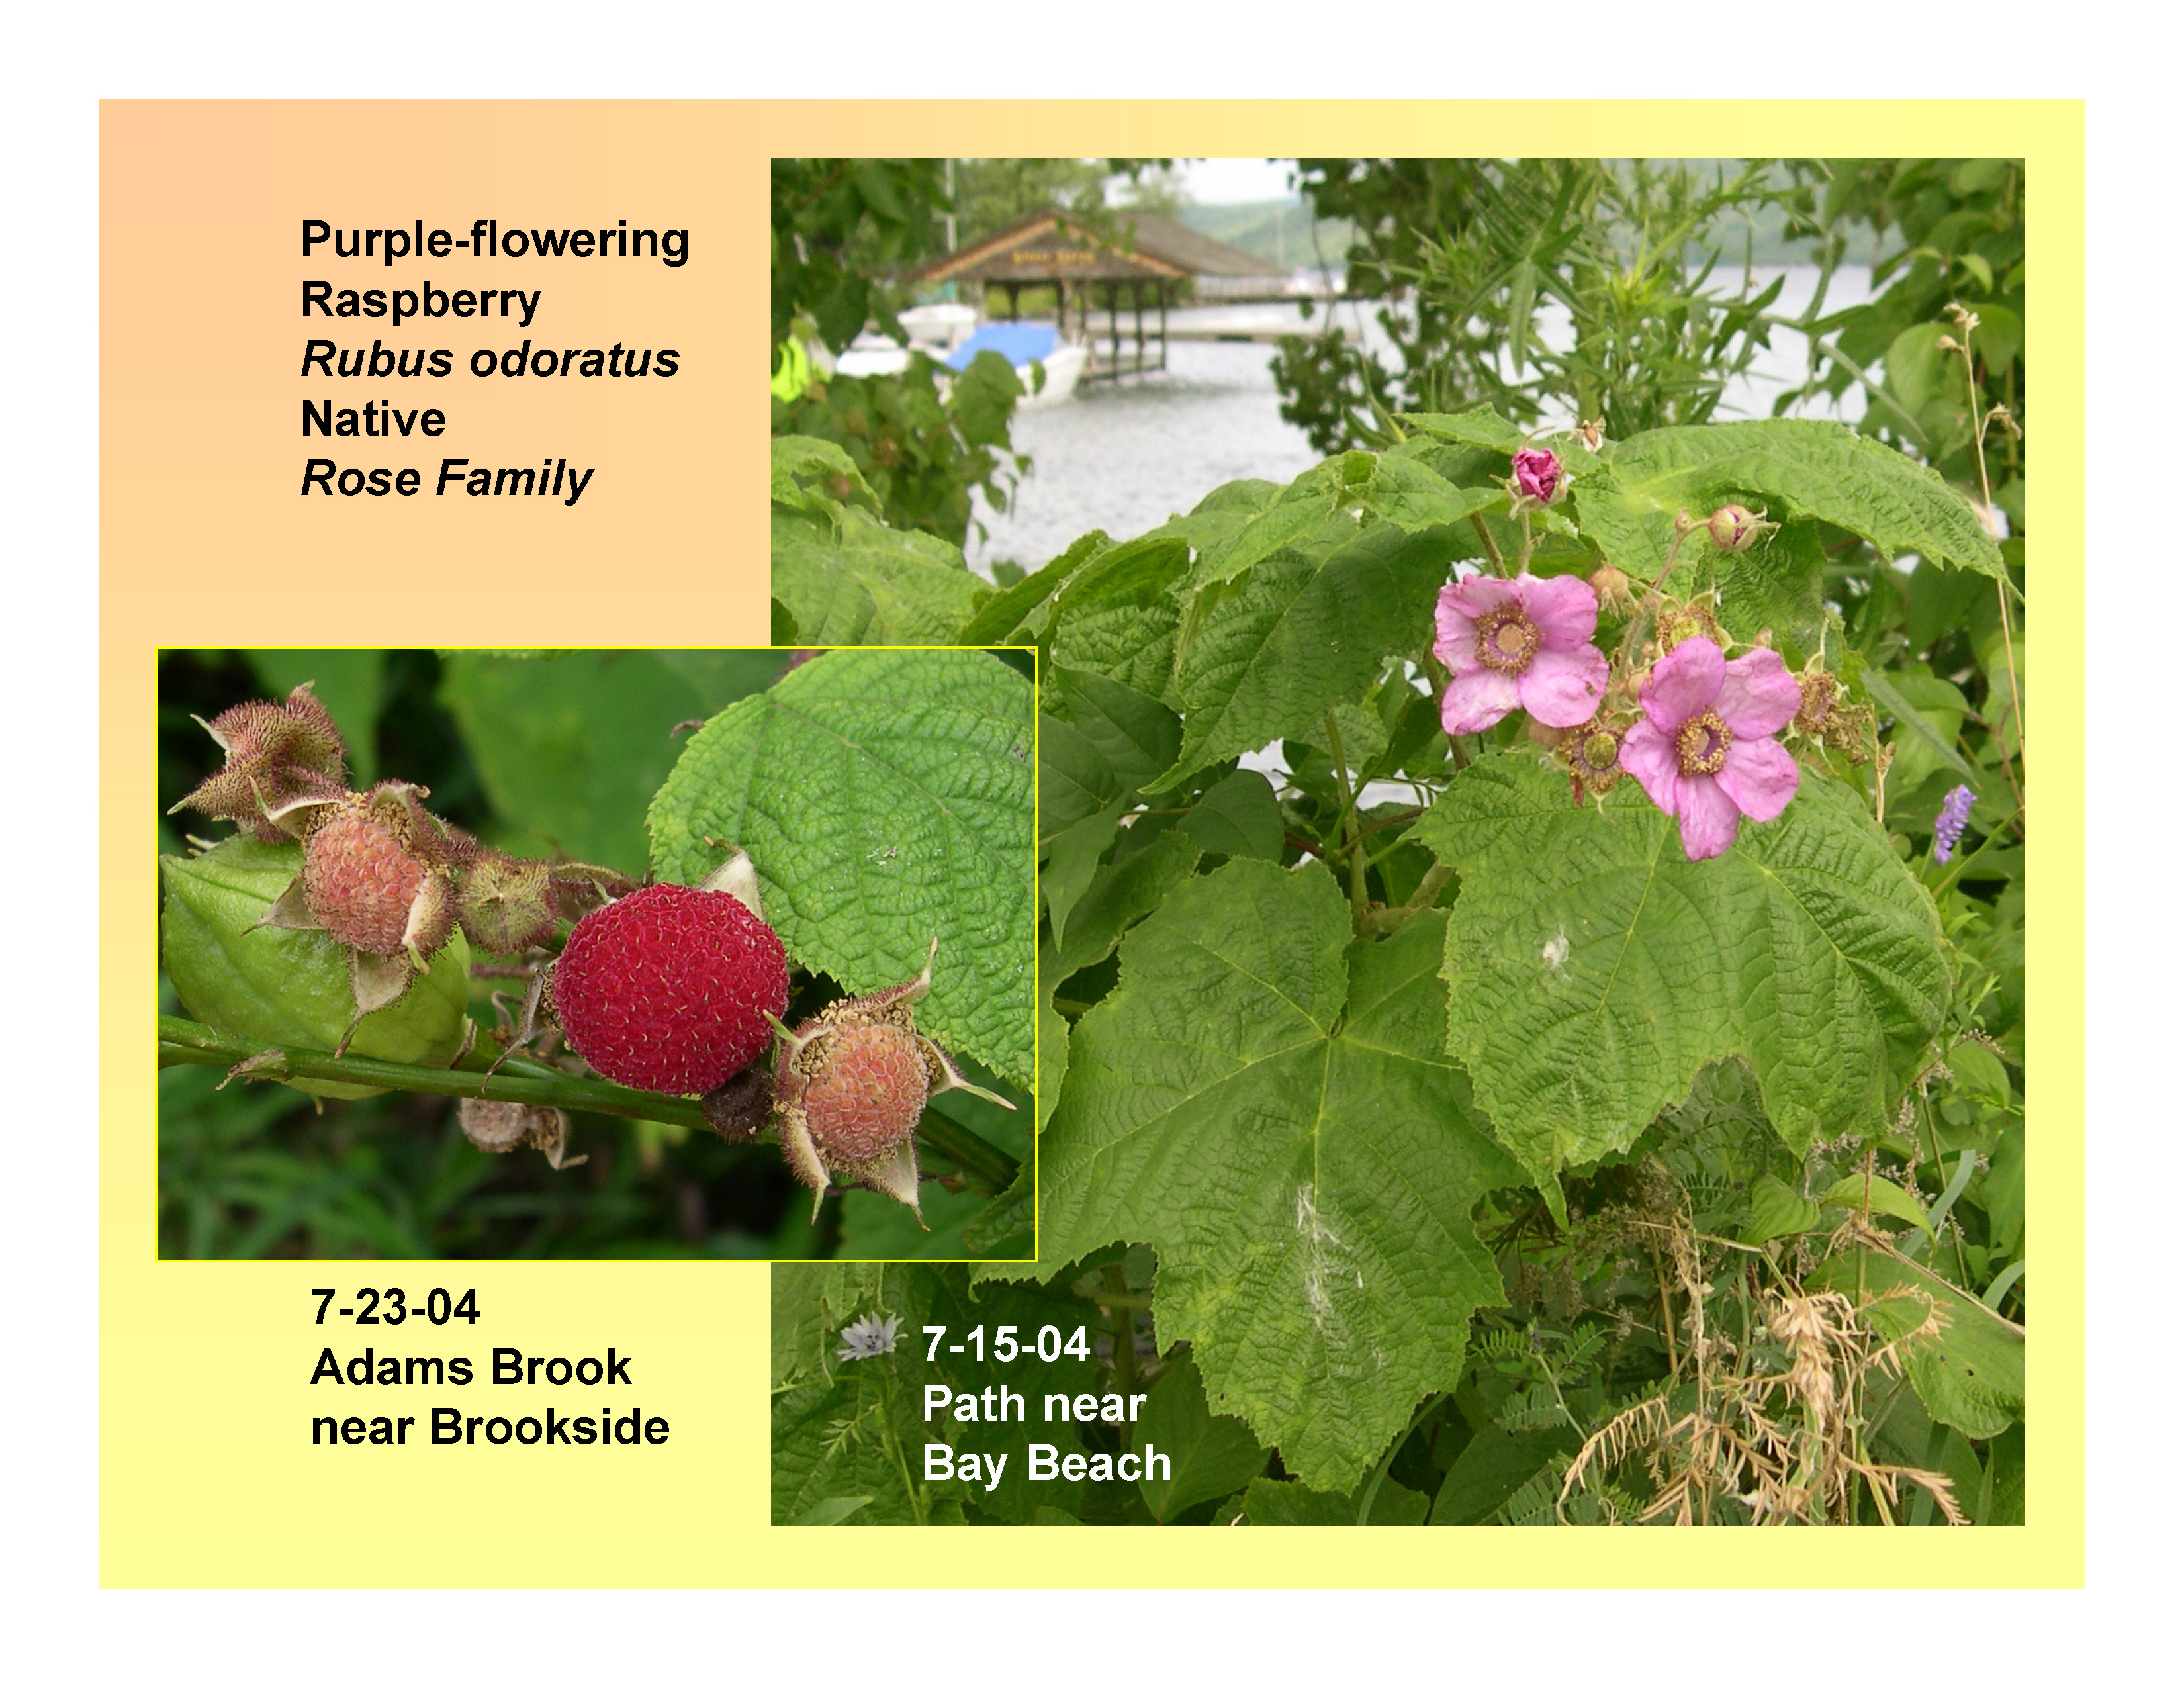 Purple-flowering
Raspberry
Rubus odoratus
Native
Rose Family
7-23-04
Adams Brook
near Brookside
7-15-04
Path near
Bay Beach